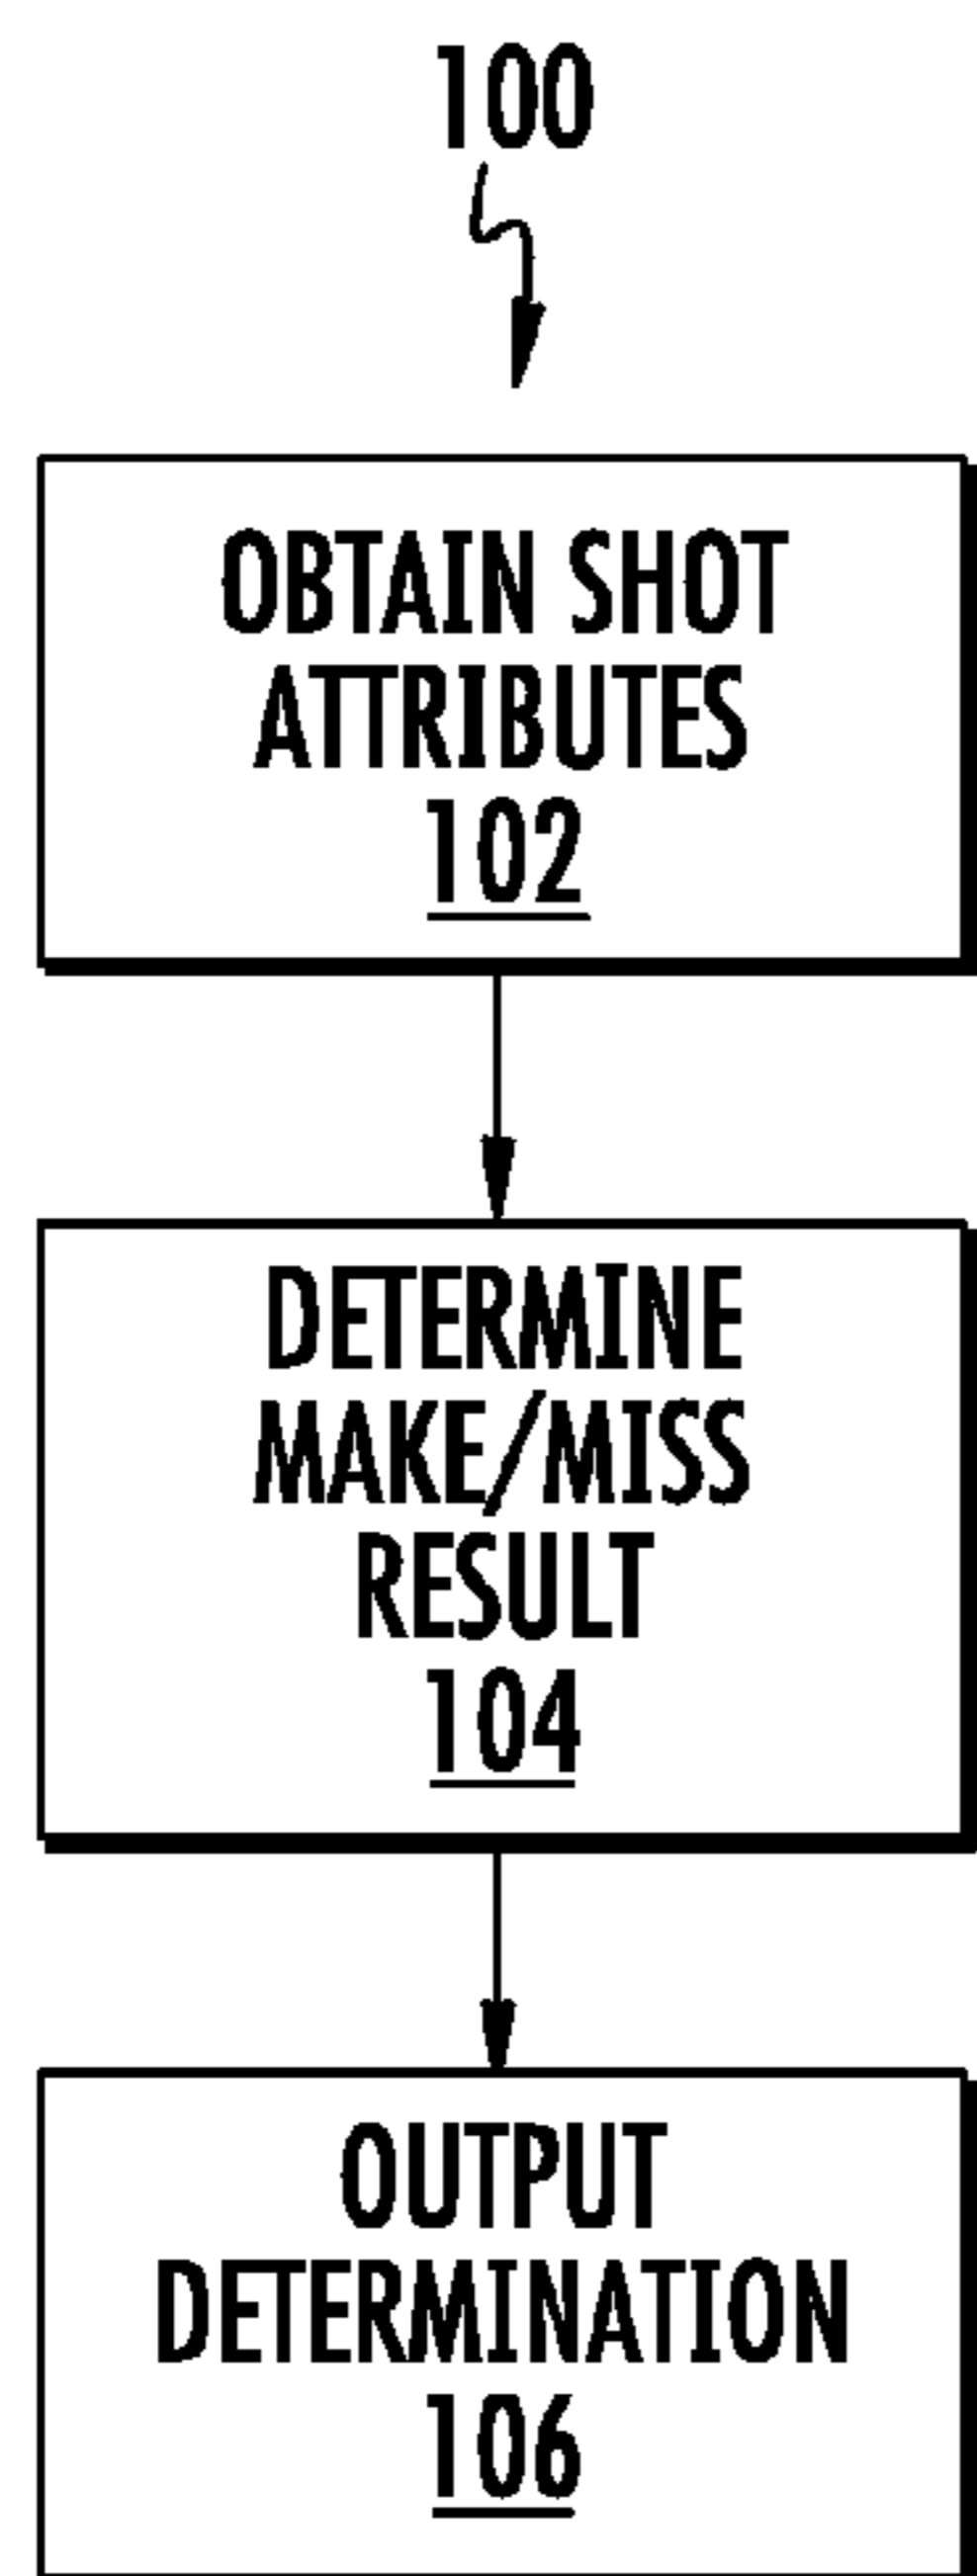 100
OBTAIN SHOT
ATTRIBUTES
102
DETERMINE
MAKE/MISS
RESULT
104
OUTPUT
DETERMINATION
106